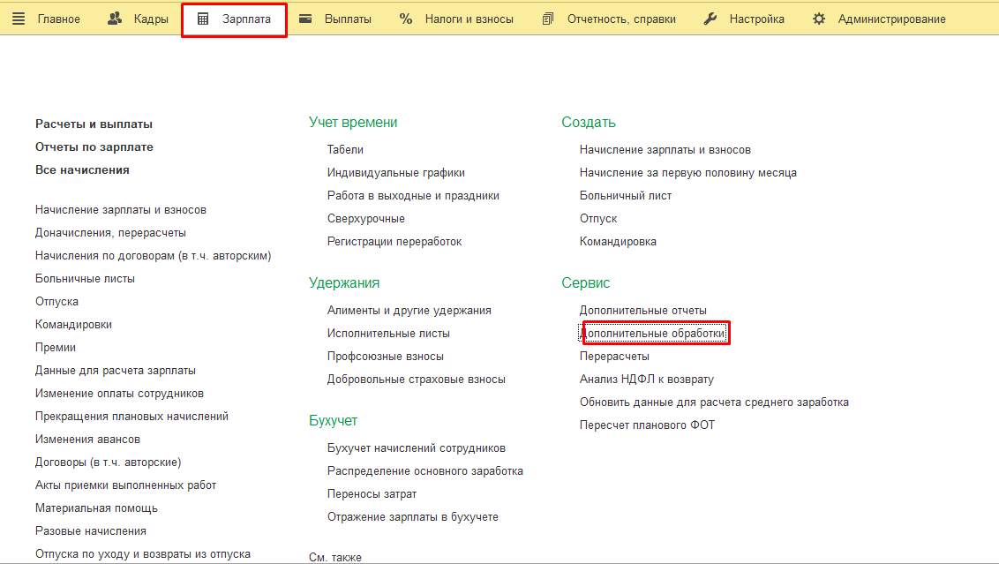 Главное Кадры Зарплата Выплаты % Налоги и взносы Отчетность, справки Настройка Администрирование
Расчеты и выплаты
Отчеты по зарплате
Все начисления
Начисление зарплаты и взносов
Доначисления, перерасчеты
Начисления по договорам (в т.ч. авторским)
Больничные листы
Отпуска
Командировки
Премии
Данные для расчета зарплаты
Изменение оплаты сотрудников
Прекращения плановых начислений
Изменения авансов
Договоры (в т.ч. авторские)
Акты приемки выполненных работ
Материальная помощь
Разовые начисления
Отпуска по уходу и возвраты из отпуска
Учет времени
Табели
Индивидуальные графики
Работа в выходные и праздники
Сверхурочные
Регистрации переработок
Удержания
Алименты и другие удержания
Исполнительные листы
Профсоюзные взносы
Добровольные страховые взносы
Бухучет
Бухучет начислений сотрудников
Распределение основного заработка
Переносы затрат
Отражение зарплаты в бухучете
См. также
Создать
Начисление зарплаты и взносов
Начисление за первую половину месяца
Больничный лист
Отпуск
Командировка
Сервис
Дополнительные отчеты
Дополнительные обработки
Перерасчеты
Анализ НДФЛ к возврату
Обновить данные для расчета среднего заработка
Пересчет планового ФОТ